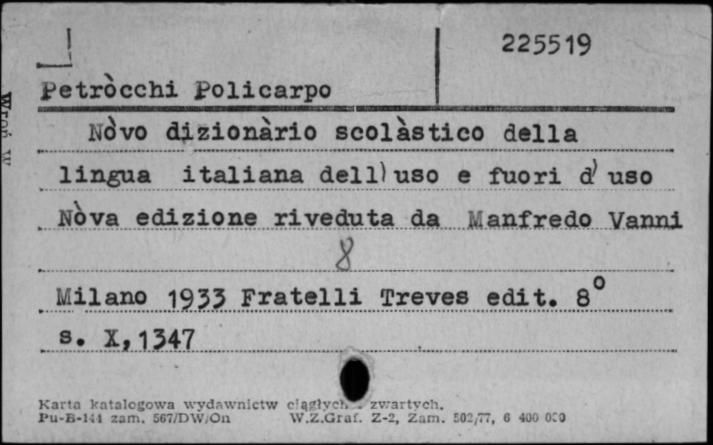 225519
Petròcchi Policarpo
Nòvo dizionàrio scolàstico della
lingua italiana dell'uso e fuori d'uso
Nòva edizione riveduta da Manfredo Vanni
8
Milano 1933 Fratelli Treves edit. 8°
s. X,1347
Karta katalogowa wydawnictw ciągłych i zwartych.
Pu-B-144 zam. 567/DW/On W.Z.Graf. Z-2, Zam. 502/77, 6 400 000